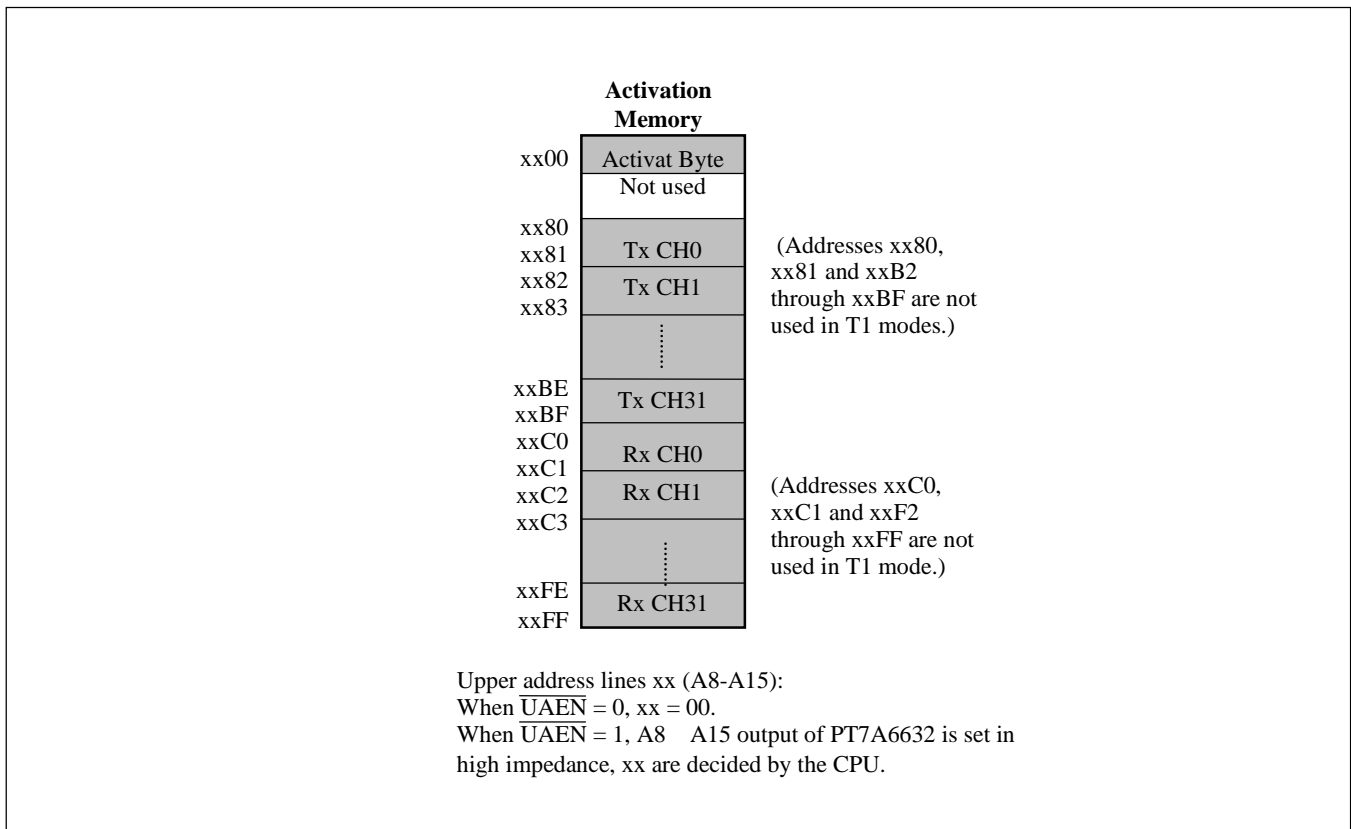 Activation
Memory
xx00 Activat Byte
Not used
xx80
xx81 Tx CH0
xx82 Tx CH1
xx83
(Addresses xx80,
xx81 and xxB2
through xxBF are not
used in T1 modes.)
xxBE
xxBF Tx CH31
xxC0
xxC1 Rx CH0
xxC2 Rx CH1
xxC3
(Addresses xxC0,
xxC1 and xxF2
through xxFF are not
used in T1 mode.)
xxFE
xxFF Rx CH31
Upper address lines xx (A8-A15):
When U̅A̅E̅N̅ = 0, xx = 00.
When U̅A̅E̅N̅ = 1, A8 A15 output of PT7A6632 is set in
high impedance, xx are decided by the CPU.